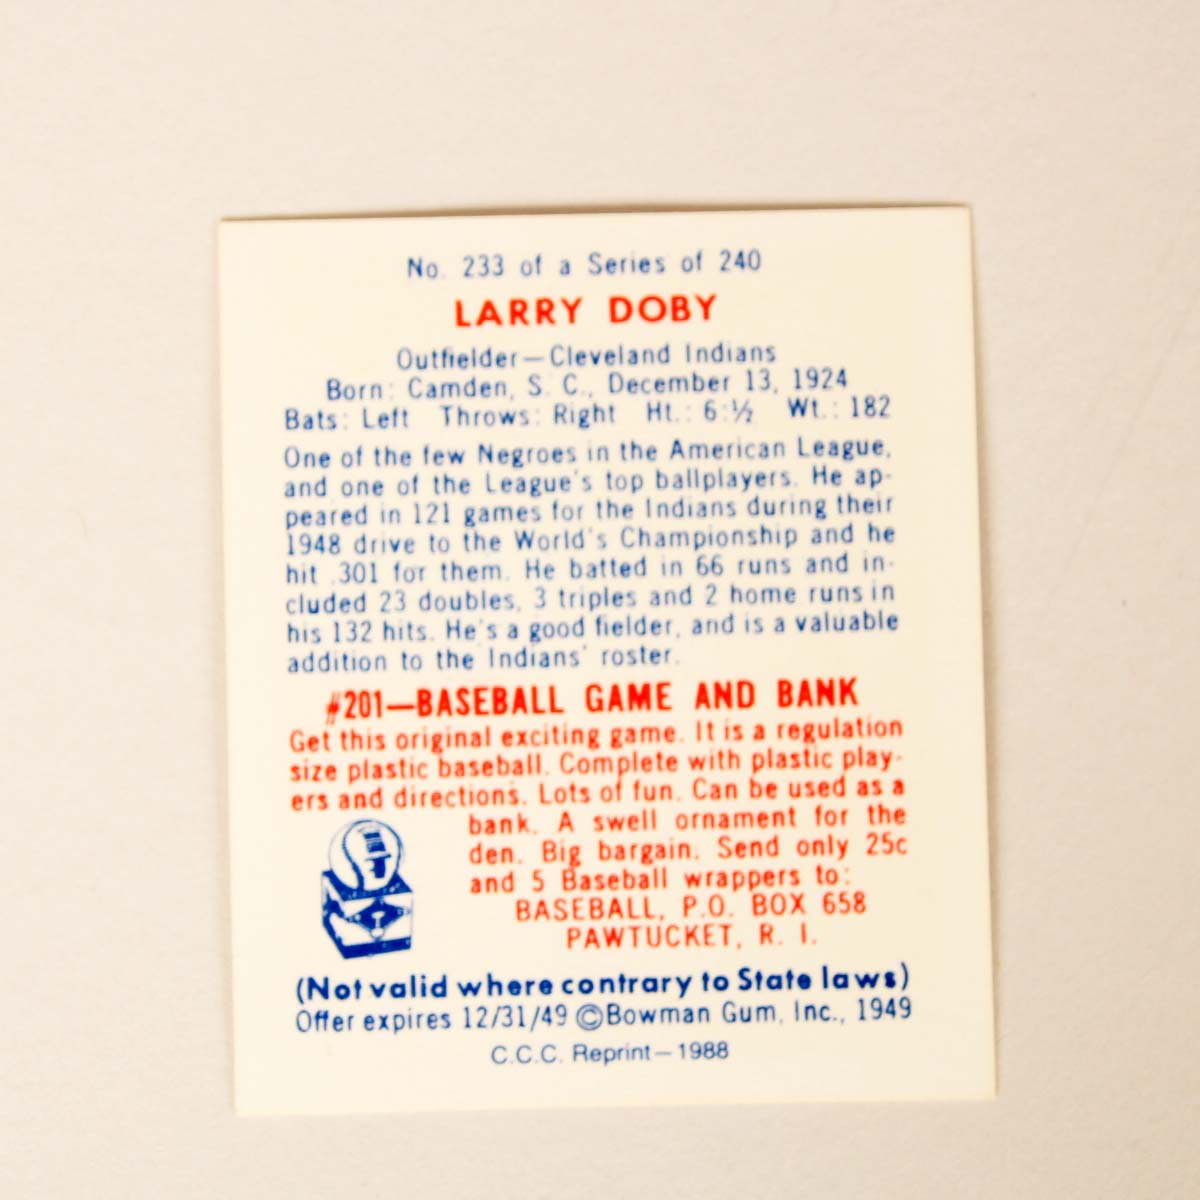 No. 233 of a Series of 240
LARRY DOBY
Outfielder—Cleveland Indians
Born: Camden, S. C., December 13, 1924
Bats: Left Throws: Right Ht.: 6:½ Wt.: 182
One of the few Negroes in the American League,
and one of the League's top ballplayers. He ap-
peared in 121 games for the Indians during their
1948 drive to the World's Championship and he
hit .301 for them. He batted in 66 runs and in-
cluded 23 doubles, 3 triples and 2 home runs in
his 132 hits. He's a good fielder, and is a valuable
addition to the Indians' roster.
#201—BASEBALL GAME AND BANK
Get this original exciting game. It is a regulation
size plastic baseball. Complete with plastic play-
ers and directions. Lots of fun. Can be used as a
bank. A swell ornament for the
den. Big bargain. Send only 25c
and 5 Baseball wrappers to:
BASEBALL, P.O. BOX 658
PAWTUCKET, R. I.
(Not valid where contrary to State laws)
Offer expires 12/31/49 ©Bowman Gum, Inc., 1949
C.C.C. Reprint—1988